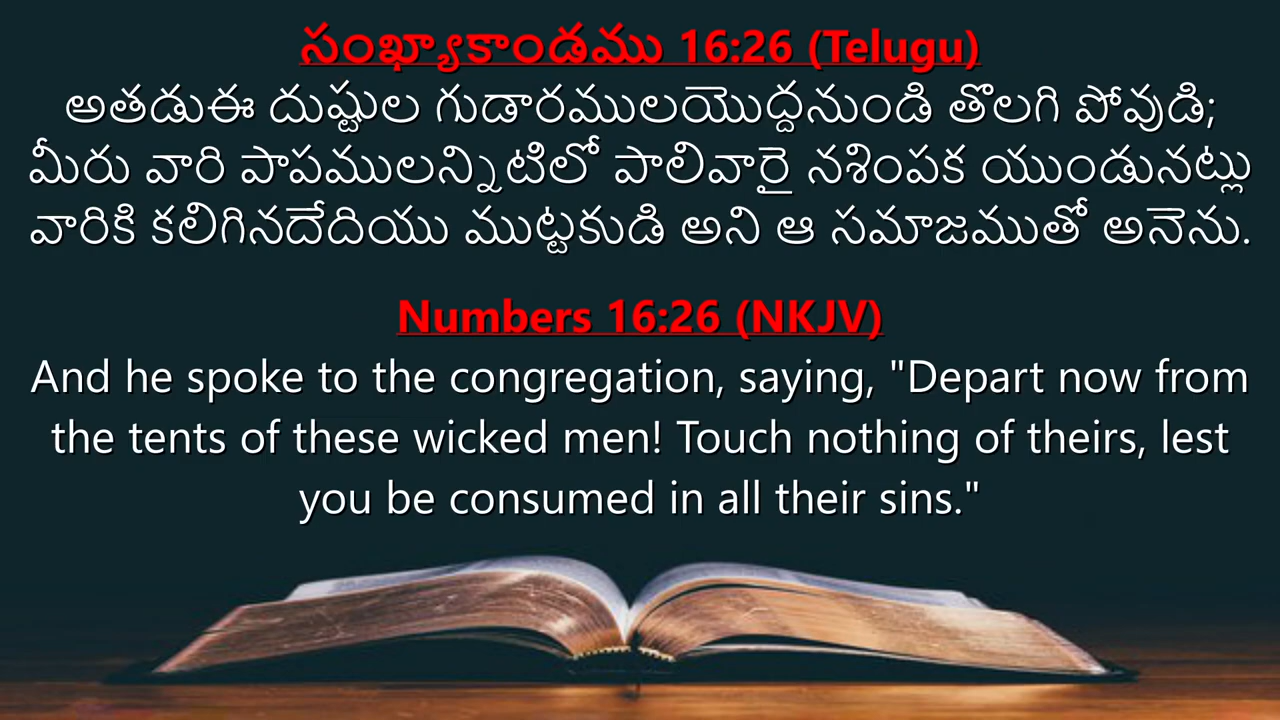 సంఖ్యాకాండము 16:26 (Telugu)
అతడుఈ దుష్టుల గుడారములయొద్దనుండి తొలగి పోవుడి;
మీరు వారి పాపములన్నిటిలో పాలివారై నశింపక యుండునట్లు
వారికి కలిగినదేదియు ముట్టకుడి అని ఆ సమాజముతో అనెను.
Numbers 16:26 (NKJV)
And he spoke to the congregation, saying, "Depart now from
the tents of these wicked men! Touch nothing of theirs, lest
you be consumed in all their sins."